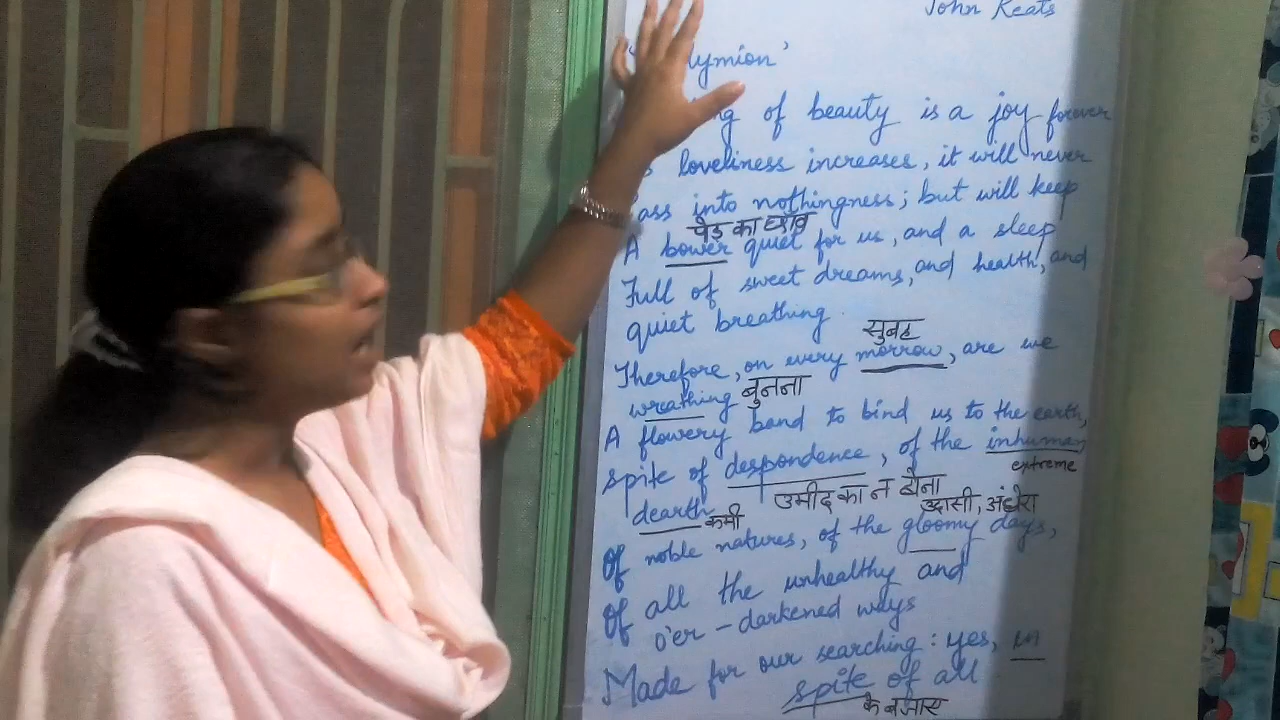 John Keats
lymion'
ng of beauty is a joy forever
s loveliness increases, it will never
ass into nothingness; but will keep
पेड़ का छाँव
A bower quiet for us, and a sleep
Full of sweet dreams, and health, and
quiet breathing.
सुबह
Therefore, on every morrow, are we
wreathing बुनना
A flowery band to bind us to the earth,
Spite of despondence, of the inhuman
extreme
dearth कमी उमीद का न होना उदासी, अंधेरा
Of noble natures, of the gloomy days,
Of all the unhealthy and
o'er-darkened ways
Made for our searching: yes, in
spite of all
के बजाए